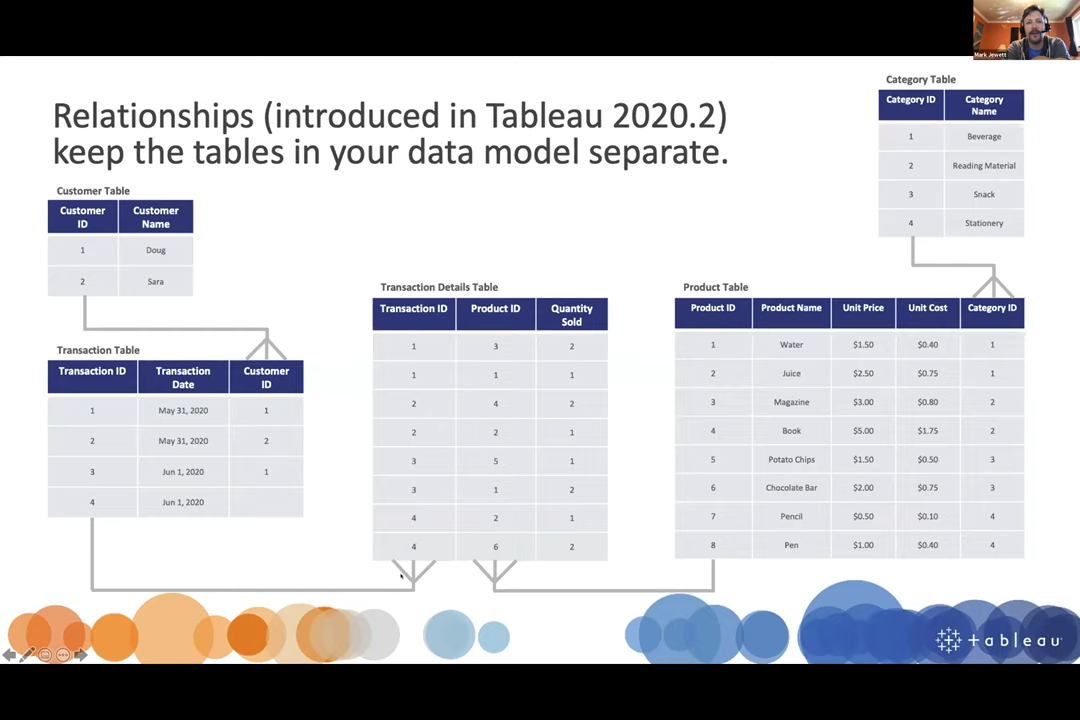 Mark Jewett
Relationships (introduced in Tableau 2020.2)
keep the tables in your data model separate.
Category Table
Category ID Category Name
1 Beverage
2 Reading Material
3 Snack
4 Stationery
Customer Table
Customer ID Customer Name
1 Doug
2 Sara
Transaction Table
Transaction ID Transaction Date Customer ID
1 May 31, 2020 1
2 May 31, 2020 2
3 Jun 1, 2020 1
4 Jun 1, 2020
Transaction Details Table
Transaction ID Product ID Quantity Sold
1 3 2
1 1 1
2 4 2
2 2 1
3 5 1
3 1 2
4 2 1
4 6 2
Product Table
Product ID Product Name Unit Price Unit Cost Category ID
1 Water $1.50 $0.40 1
2 Juice $2.50 $0.75 1
3 Magazine $3.00 $0.80 2
4 Book $5.00 $1.75 2
5 Potato Chips $1.50 $0.50 3
6 Chocolate Bar $2.00 $0.75 3
7 Pencil $0.50 $0.10 4
8 Pen $1.00 $0.40 4
+ableau